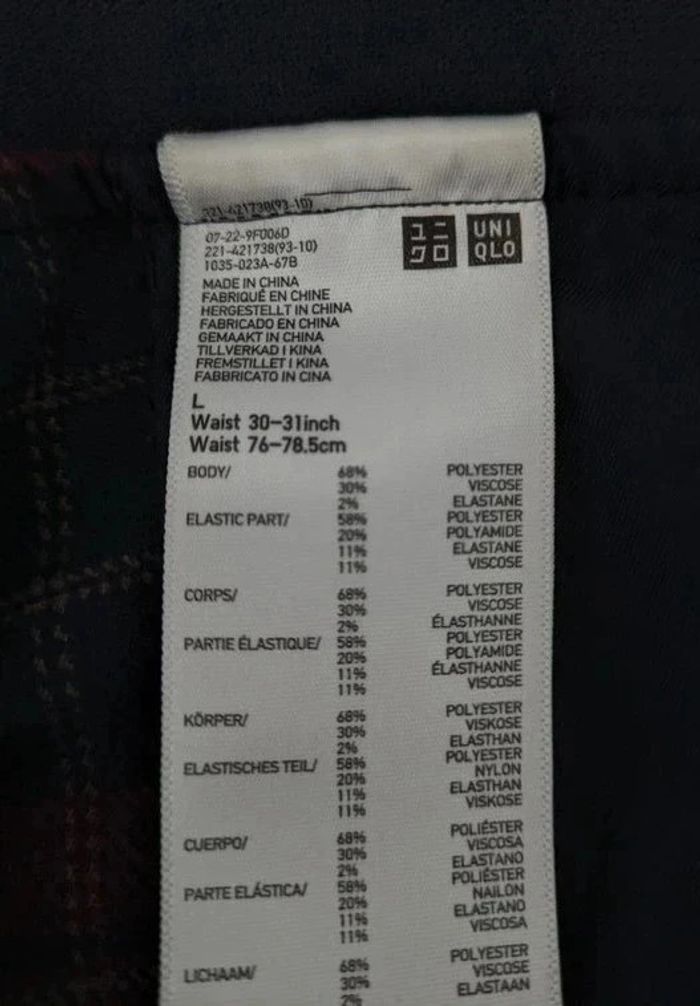 221-421738(93-10)
ユニ
クロ
UNI
QLO
07-22-9F006D
221-421738(93-10)
1035-023A-67B
MADE IN CHINA
FABRIQUÉ EN CHINE
HERGESTELLT IN CHINA
FABRICADO EN CHINA
GEMAAKT IN CHINA
TILLVERKAD I KINA
FREMSTILLET I KINA
FABBRICATO IN CINA
L
Waist 30-31inch
Waist 76-78.5cm
BODY/ 68% POLYESTER
30% VISCOSE
2% ELASTANE
ELASTIC PART/ 58% POLYESTER
20% POLYAMIDE
11% ELASTANE
11% VISCOSE
CORPS/ 68% POLYESTER
30% VISCOSE
2% ÉLASTHANNE
PARTIE ÉLASTIQUE/ 58% POLYESTER
20% POLYAMIDE
11% ÉLASTHANNE
11% VISCOSE
KÖRPER/ 68% POLYESTER
30% VISKOSE
2% ELASTHAN
ELASTISCHES TEIL/ 58% POLYESTER
20% NYLON
11% ELASTHAN
11% VISKOSE
CUERPO/ 68% POLIÉSTER
30% VISCOSA
2% ELASTANO
PARTE ELÁSTICA/ 58% POLIÉSTER
20% NAILON
11% ELASTANO
11% VISCOSA
LICHAAM/ 68% POLYESTER
30% VISCOSE
2% ELASTAAN